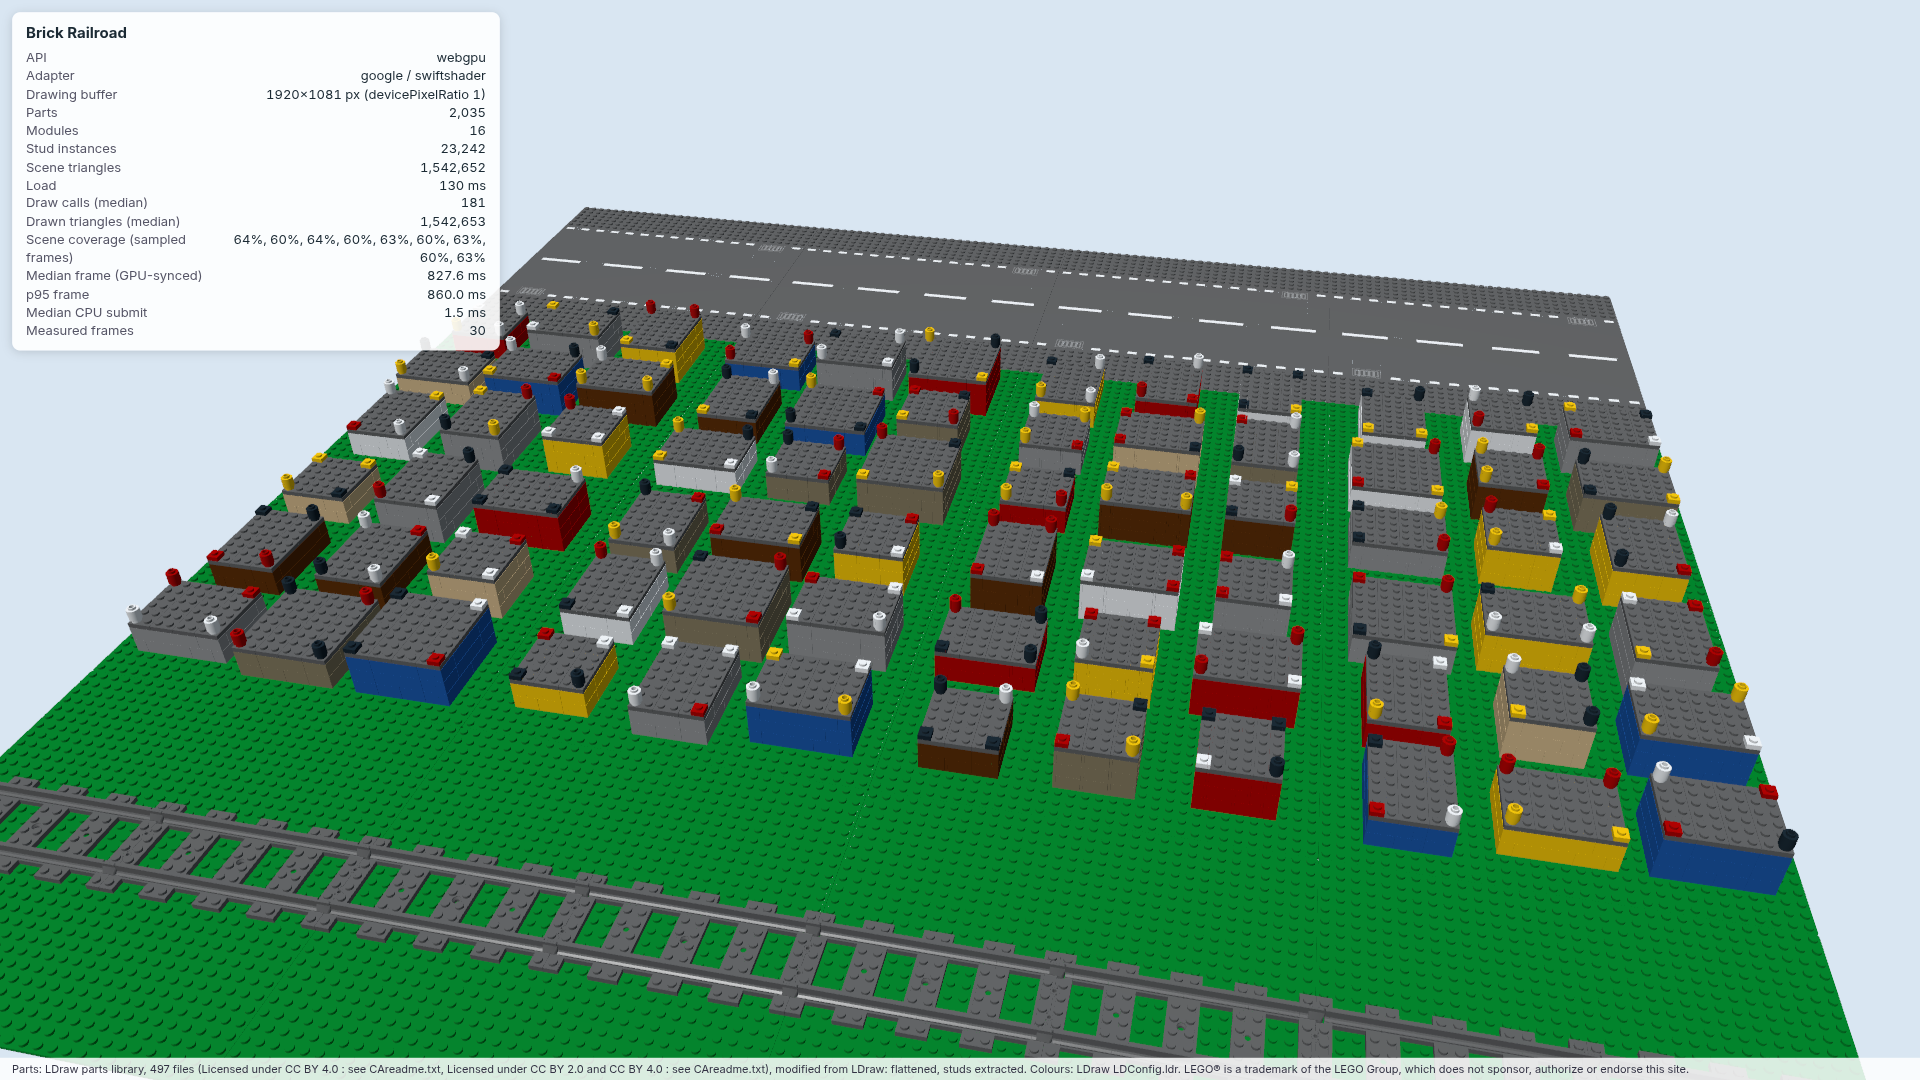 Brick Railroad
API webgpu
Adapter google / swiftshader
Drawing buffer 1920×1081 px (devicePixelRatio 1)
Parts 2,035
Modules 16
Stud instances 23,242
Scene triangles 1,542,652
Load 130 ms
Draw calls (median) 181
Drawn triangles (median) 1,542,653
Scene coverage (sampled 64%, 60%, 64%, 60%, 63%, 60%, 63%,
frames) 60%, 63%
Median frame (GPU-synced) 827.6 ms
p95 frame 860.0 ms
Median CPU submit 1.5 ms
Measured frames 30
Parts: LDraw parts library, 497 files (Licensed under CC BY 4.0 : see CAreadme.txt, Licensed under CC BY 2.0 and CC BY 4.0 : see CAreadme.txt), modified from LDraw: flattened, studs extracted. Colours: LDraw LDConfig.ldr. LEGO® is a trademark of the LEGO Group, which does not sponsor, authorize or endorse this site.